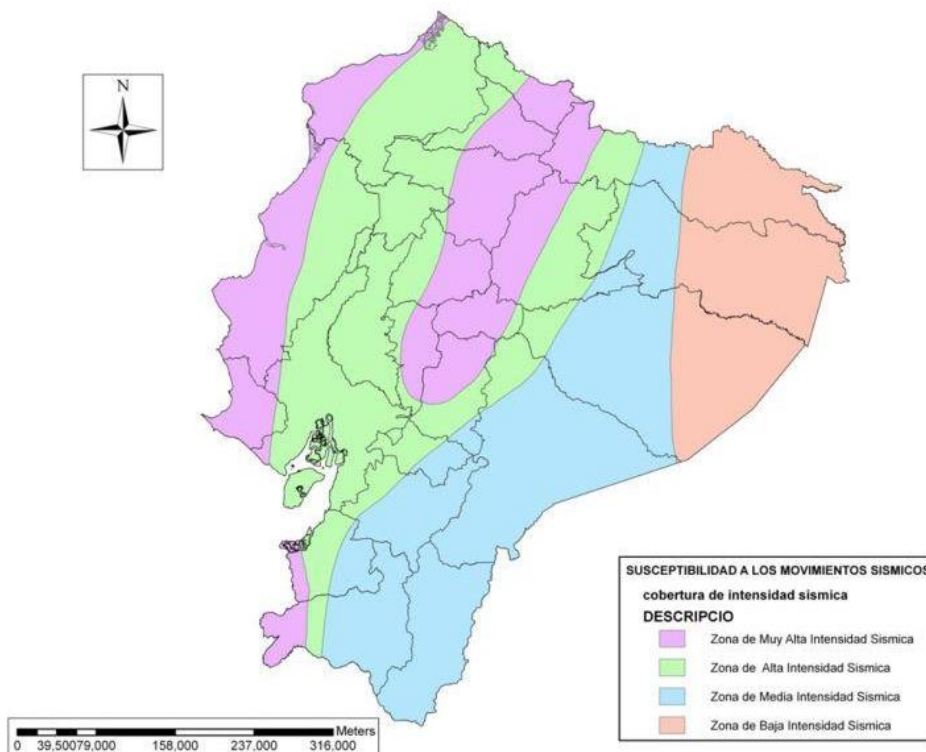 N
SUSCEPTIBILIDAD A LOS MOVIMIENTOS SISMICOS
cobertura de intensidad sismica
DESCRIPCIO
Zona de Muy Alta Intensidad Sismica
Zona de Alta Intensidad Sismica
Zona de Media Intensidad Sismica
Zona de Baja Intensidad Sismica
Meters
0 39,50079,000 158,000 237,000 316,000